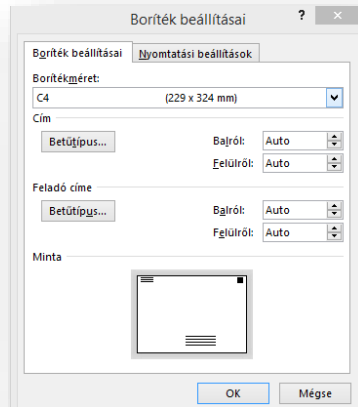 Boríték beállításai ? ×
Boríték beállításai Nyomtatási beállítások
Borítékméret:
C4 (229 x 324 mm)
Cím
Betűtípus... Balról: Auto
Felülről: Auto
Feladó címe
Betűtípus... Balról: Auto
Felülről: Auto
Minta
OK Mégse